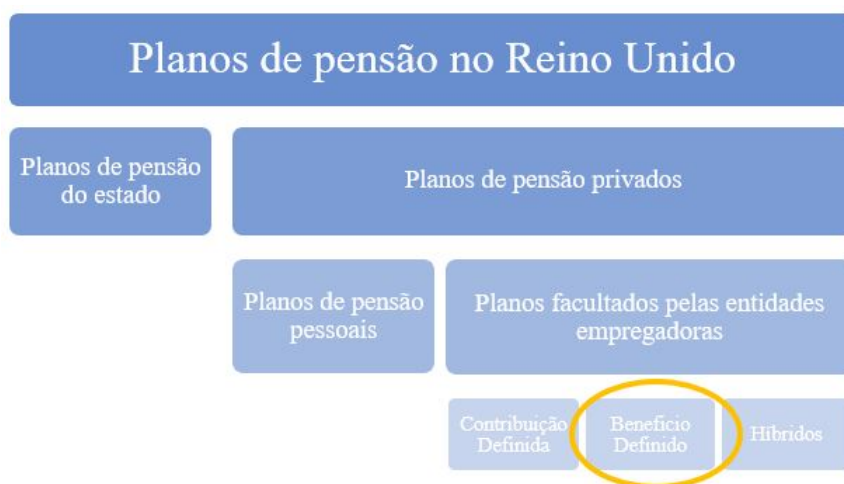 Planos de pensão no Reino Unido
Planos de pensão
do estado
Planos de pensão privados
Planos de pensão
pessoais
Planos facultados pelas entidades
empregadoras
Contribuição
Definida
Benefício
Definido
Híbridos